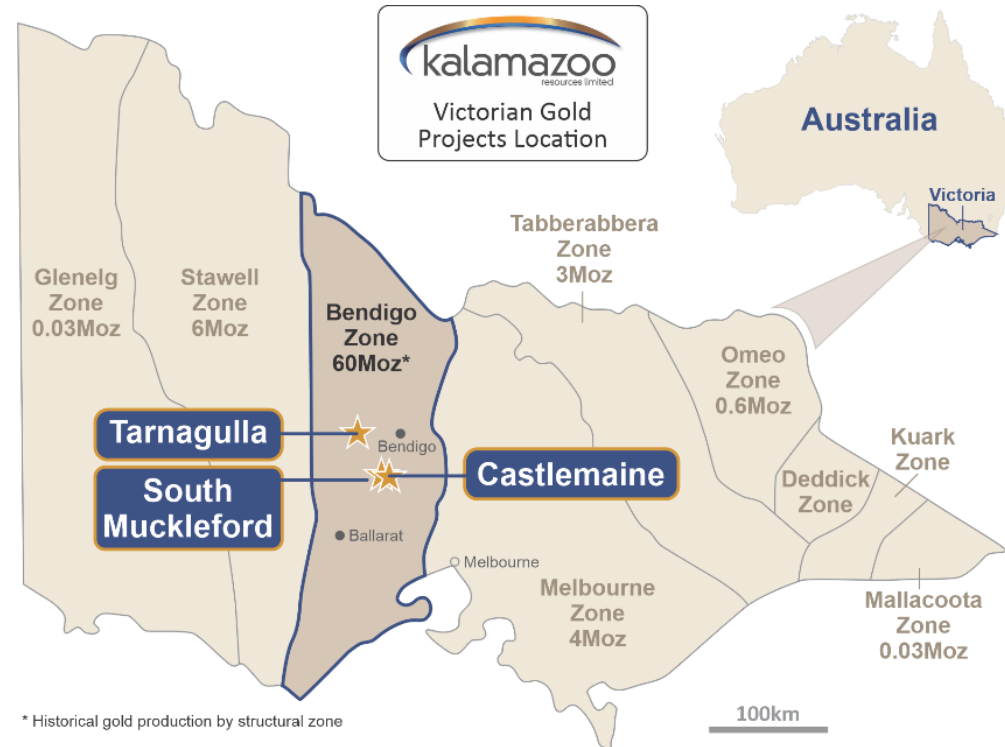 kalamazoo
resources limited
Victorian Gold
Projects Location
Australia
Victoria
Tabberabbera
Zone
3Moz
Glenelg
Zone
0.03Moz
Stawell
Zone
6Moz
Bendigo
Zone
60Moz*
Omeo
Zone
0.6Moz
Tarnagulla
Bendigo
Kuark
Zone
South
Muckleford
Castlemaine
Deddick
Zone
Ballarat
Melbourne
Melbourne
Zone
4Moz
Mallacoota
Zone
0.03Moz
* Historical gold production by structural zone
100km